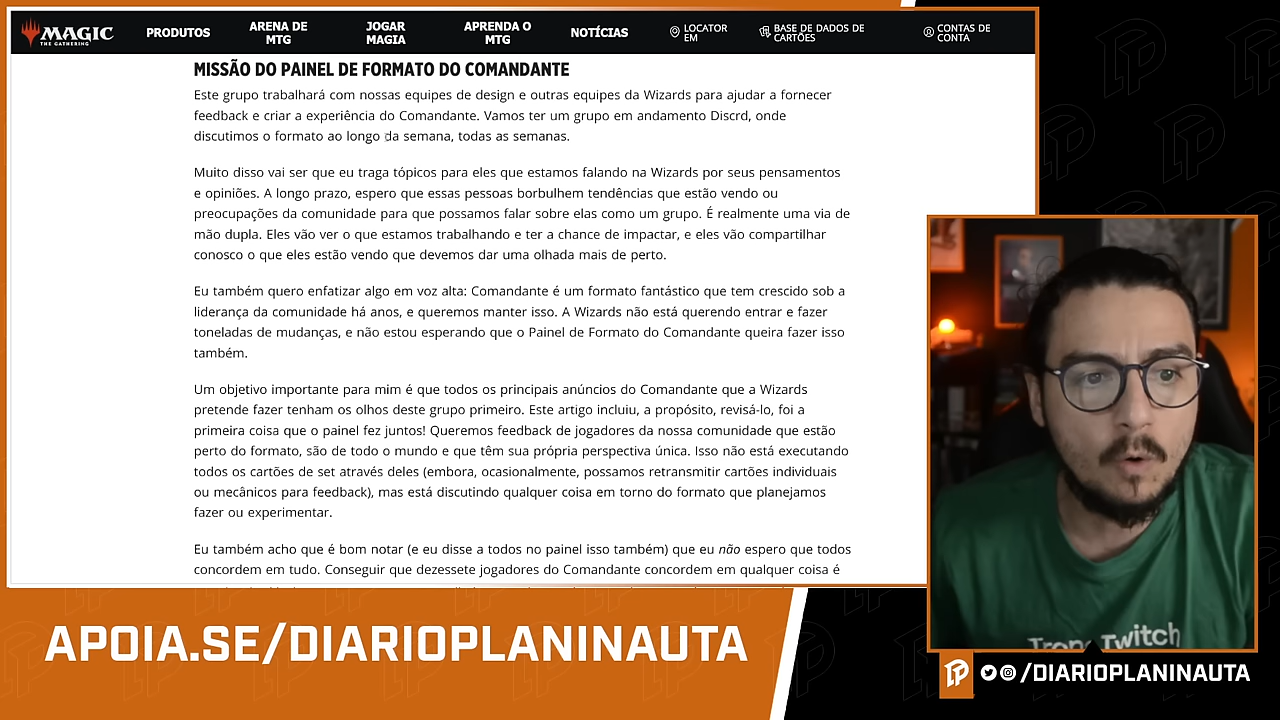 MAGIC
THE GATHERING
PRODUTOS
ARENA DE
MTG
JOGAR
MAGIA
APRENDA O
MTG
NOTÍCIAS
LOCATOR
EM
BASE DE DADOS DE
CARTÕES
CONTAS DE
CONTA
MISSÃO DO PAINEL DE FORMATO DO COMANDANTE
Este grupo trabalhará com nossas equipes de design e outras equipes da Wizards para ajudar a fornecer
feedback e criar a experiência do Comandante. Vamos ter um grupo em andamento Discrd, onde
discutimos o formato ao longo da semana, todas as semanas.
Muito disso vai ser que eu traga tópicos para eles que estamos falando na Wizards por seus pensamentos
e opiniões. A longo prazo, espero que essas pessoas borbulhem tendências que estão vendo ou
preocupações da comunidade para que possamos falar sobre elas como um grupo. É realmente uma via de
mão dupla. Eles vão ver o que estamos trabalhando e ter a chance de impactar, e eles vão compartilhar
conosco o que eles estão vendo que devemos dar uma olhada mais de perto.
Eu também quero enfatizar algo em voz alta: Comandante é um formato fantástico que tem crescido sob a
liderança da comunidade há anos, e queremos manter isso. A Wizards não está querendo entrar e fazer
toneladas de mudanças, e não estou esperando que o Painel de Formato do Comandante queira fazer isso
também.
Um objetivo importante para mim é que todos os principais anúncios do Comandante que a Wizards
pretende fazer tenham os olhos deste grupo primeiro. Este artigo incluiu, a propósito, revisá-lo, foi a
primeira coisa que o painel fez juntos! Queremos feedback de jogadores da nossa comunidade que estão
perto do formato, são de todo o mundo e que têm sua própria perspectiva única. Isso não está executando
todos os cartões de set através deles (embora, ocasionalmente, possamos retransmitir cartões individuais
ou mecânicos para feedback), mas está discutindo qualquer coisa em torno do formato que planejamos
fazer ou experimentar.
Eu também acho que é bom notar (e eu disse a todos no painel isso também) que eu não espero que todos
concordem em tudo. Conseguir que dezessete jogadores do Comandante concordem em qualquer coisa é
Twitch
APOIA.SE/DIARIOPLANINAUTA
/DIARIOPLANINAUTA